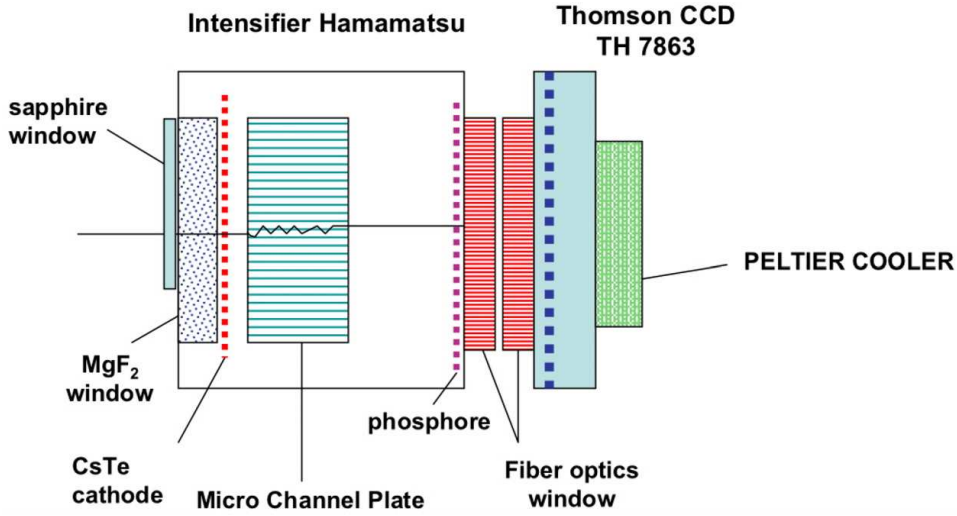 Intensifier Hamamatsu
Thomson CCD
TH 7863
sapphire
window
PELTIER COOLER
MgF₂
window
phosphore
CsTe
cathode
Micro Channel Plate
Fiber optics
window